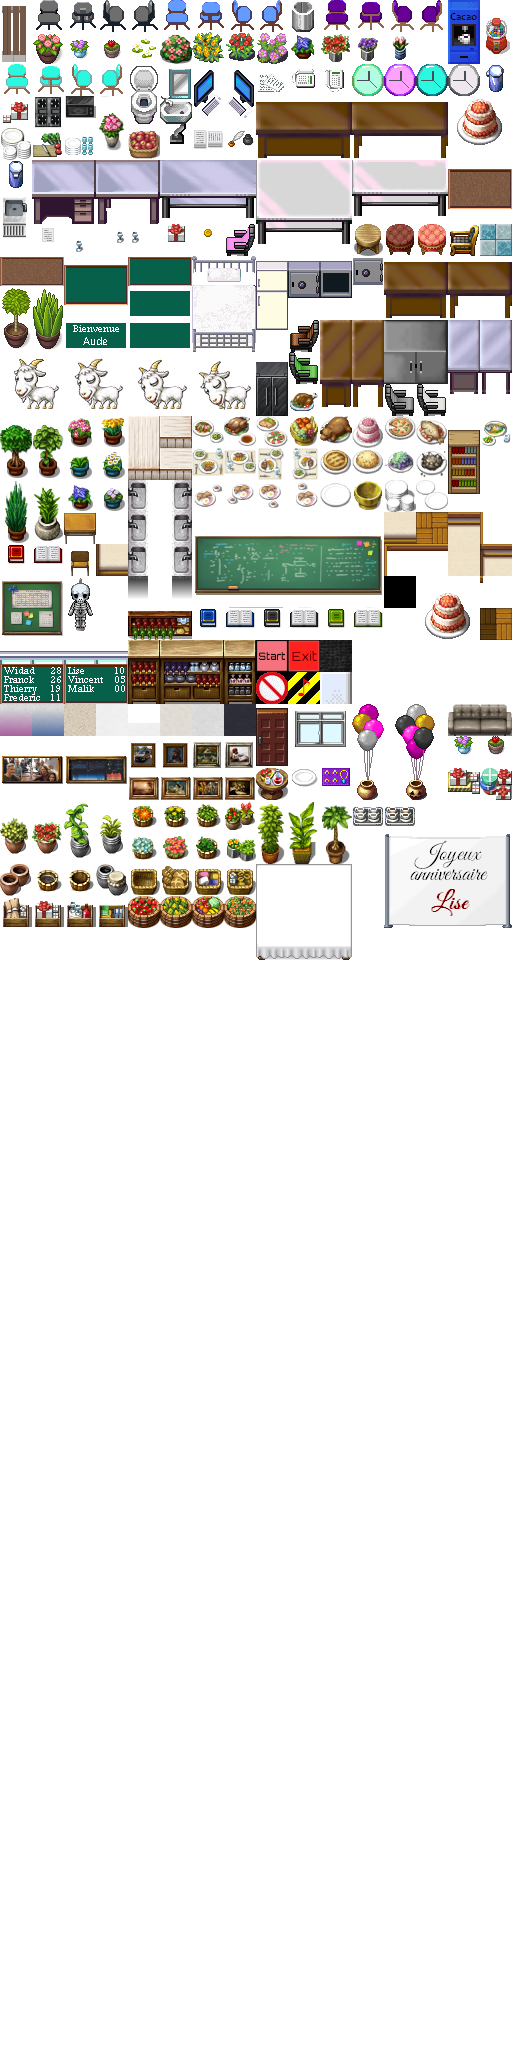 Cacao
Bienvenue
Aude
Start
Exit
Widad 28
Franck 26
Thierry 19
Frederic 11
Lise 10
Vincent 05
Malik 00
Joyeux
anniversaire
Lise